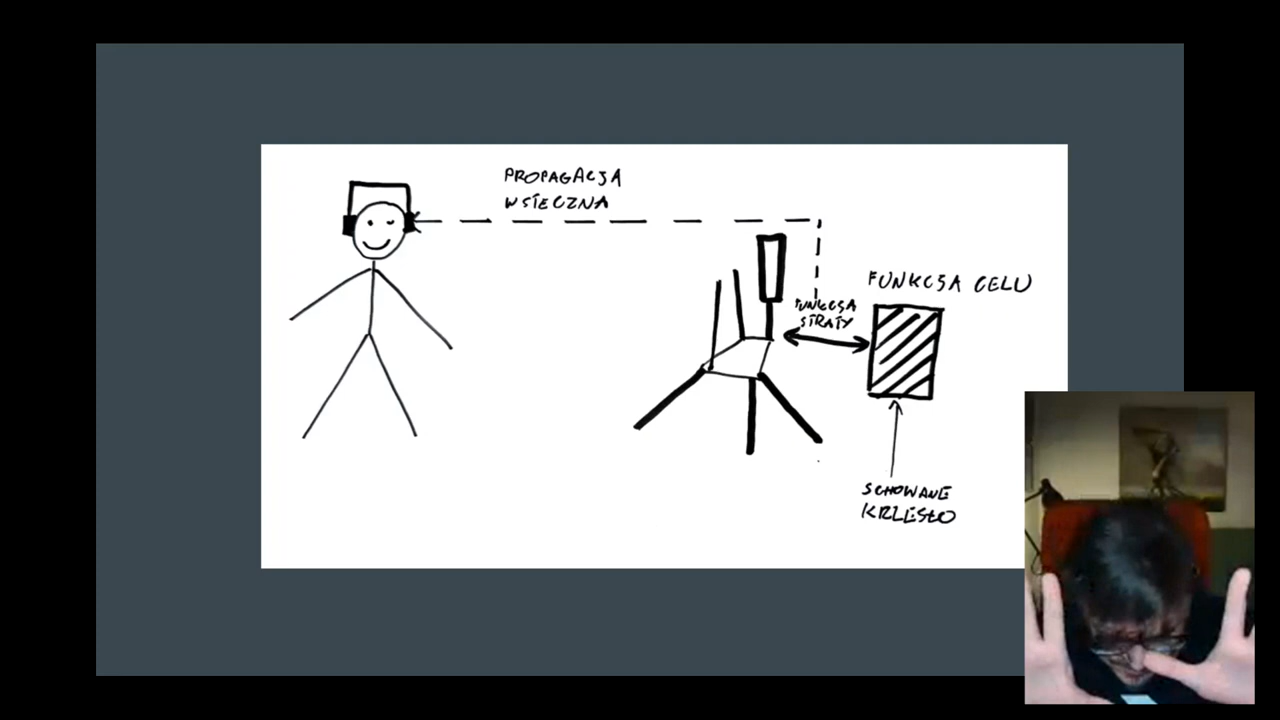 PROPAGACJA
WSTECZNA
FUNKCJA CELU
FUNKCJA
STRATY
SCHOWANE
KRZESŁO